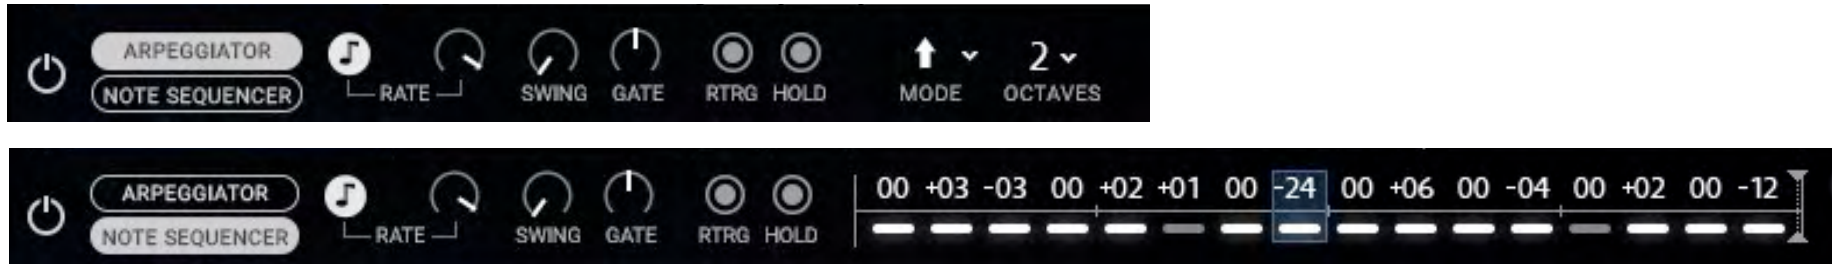 ARPEGGIATOR
NOTE SEQUENCER
RATE
SWING
GATE
RTRG
HOLD
MODE
2
OCTAVES
ARPEGGIATOR
NOTE SEQUENCER
RATE
SWING
GATE
RTRG
HOLD
00 +03 -03 00 +02 +01 00 -24 00 +06 00 -04 00 +02 00 -12